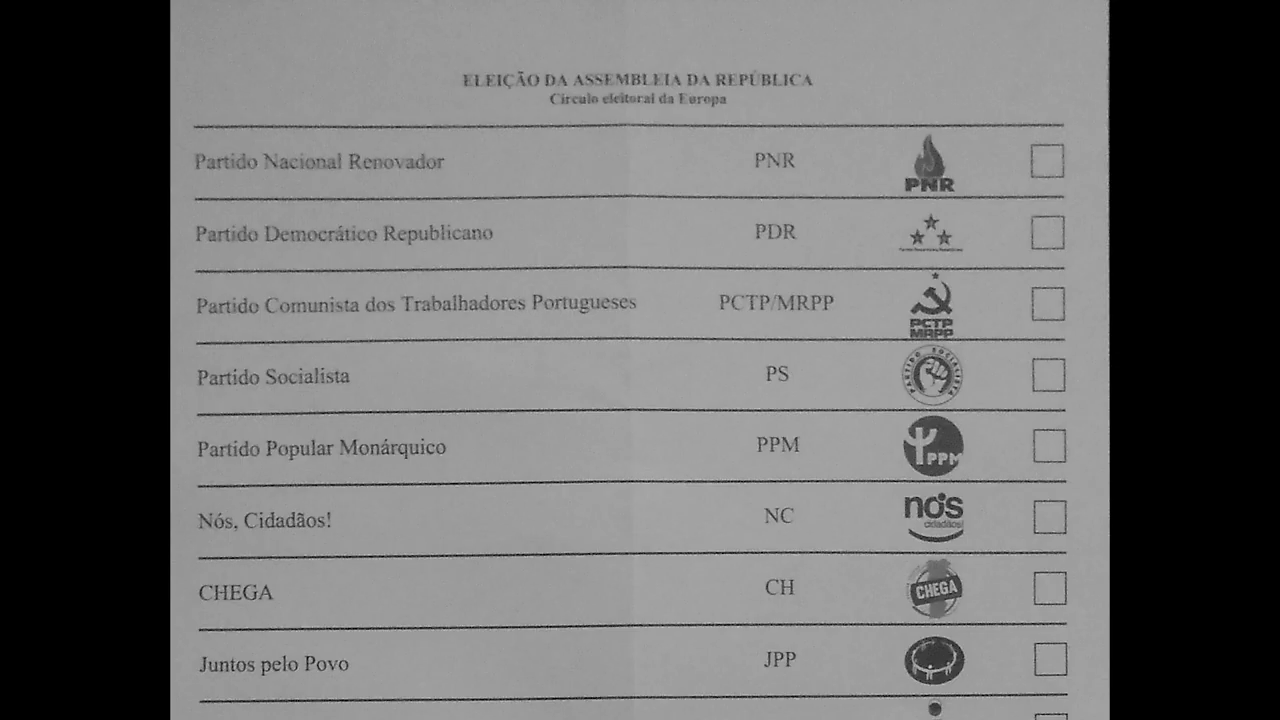 ELEIÇÃO DA ASSEMBLEIA DA REPÚBLICA
Círculo eleitoral da Europa
Partido Nacional Renovador PNR PNR
Partido Democrático Republicano PDR
Partido Comunista dos Trabalhadores Portugueses PCTP/MRPP PCTP MRPP
Partido Socialista PS PARTIDO SOCIALISTA
Partido Popular Monárquico PPM PPM
Nós, Cidadãos! NC nós cidadãos!
CHEGA CH CHEGA
Juntos pelo Povo JPP